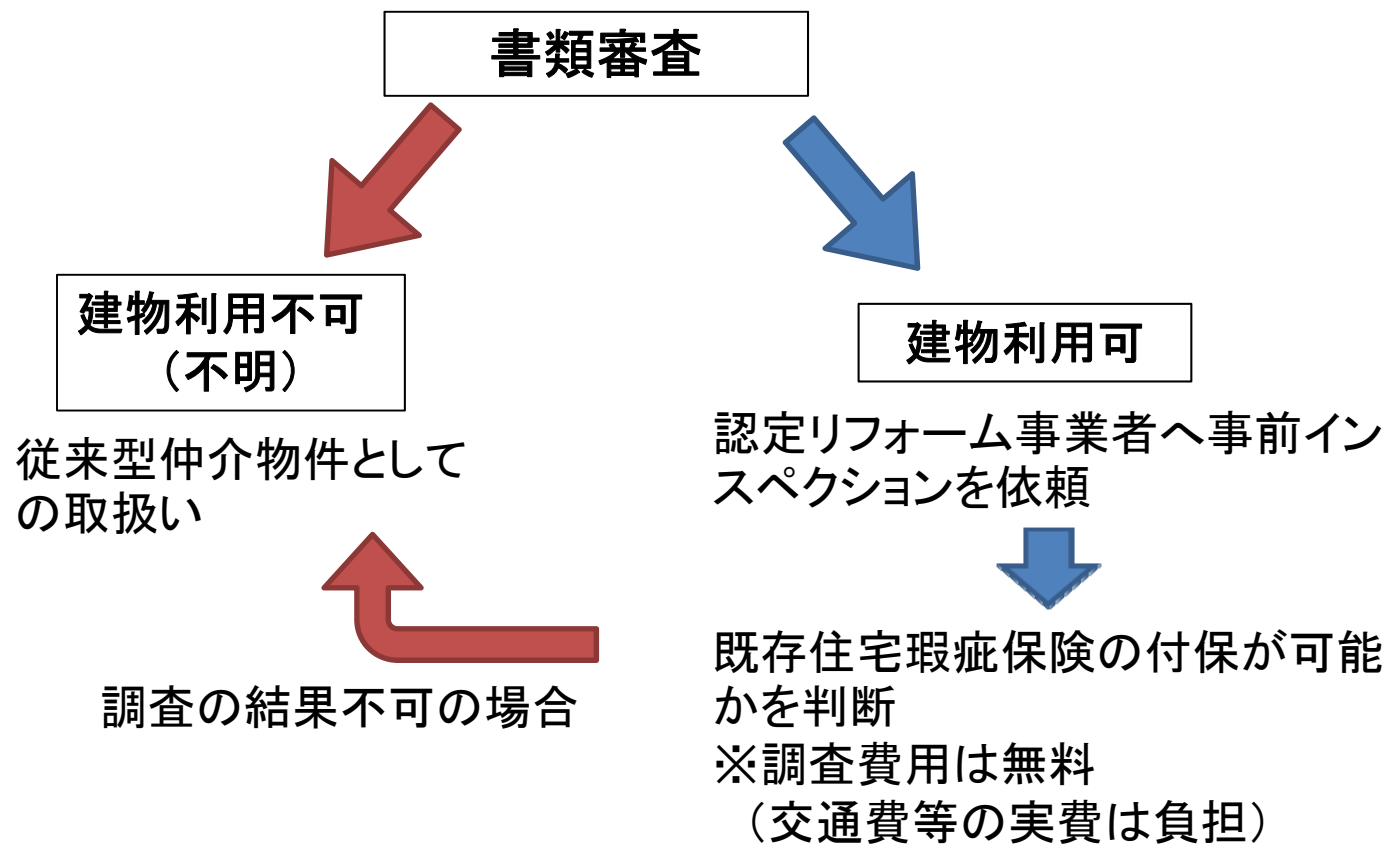 書類審査
建物利用不可
（不明）
従来型仲介物件として
の取扱い
調査の結果不可の場合
建物利用可
認定リフォーム事業者へ事前イン
スペクションを依頼
既存住宅瑕疵保険の付保が可能
かを判断
※調査費用は無料
（交通費等の実費は負担）